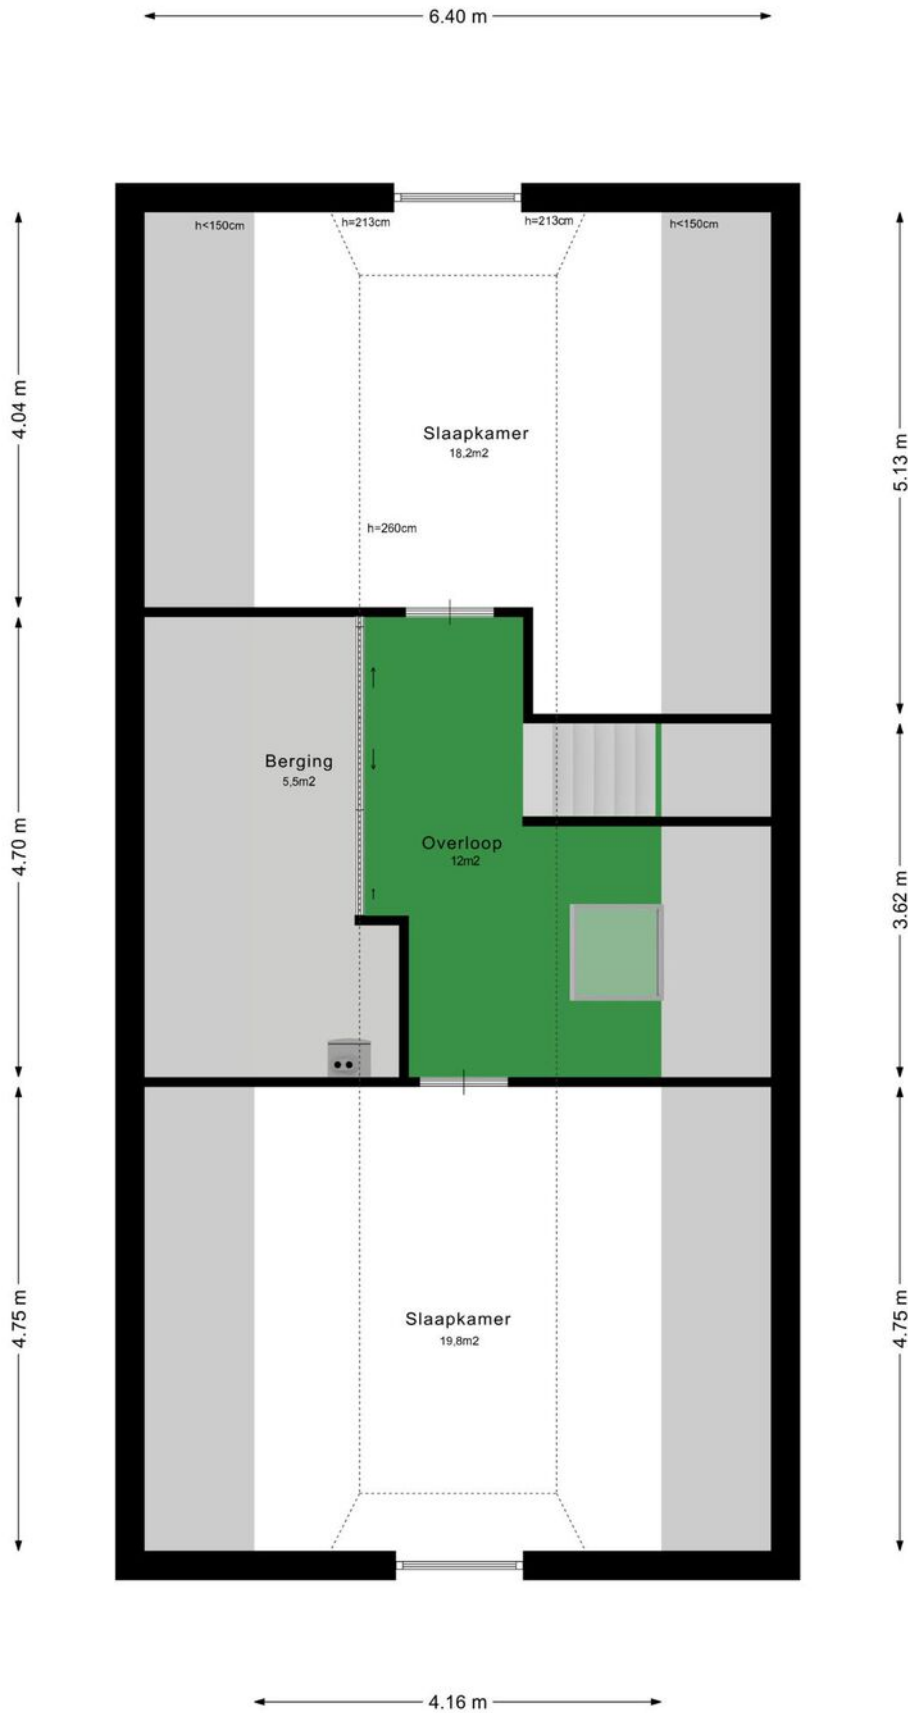 6.40 m
h<150cm
h=213cm
h=213cm
h<150cm
4.04 m
5.13 m
Slaapkamer
18,2m2
h=260cm
Berging
5,5m2
Overloop
12m2
4.70 m
3.62 m
Slaapkamer
19,8m2
4.75 m
4.75 m
4.16 m